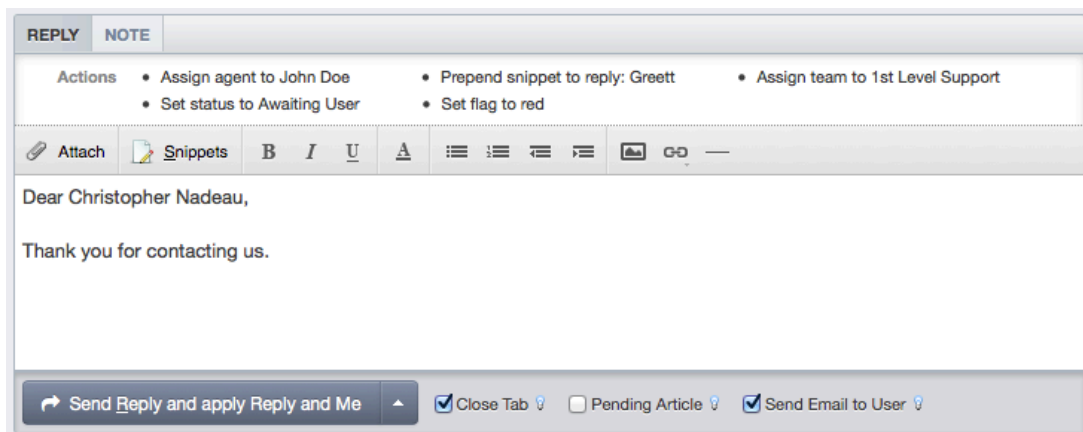 REPLY NOTE
Actions • Assign agent to John Doe • Prepend snippet to reply: Greett • Assign team to 1st Level Support
• Set status to Awaiting User • Set flag to red
Attach Snippets B I U A
Dear Christopher Nadeau,
Thank you for contacting us.
Send Reply and apply Reply and Me Close Tab Pending Article Send Email to User